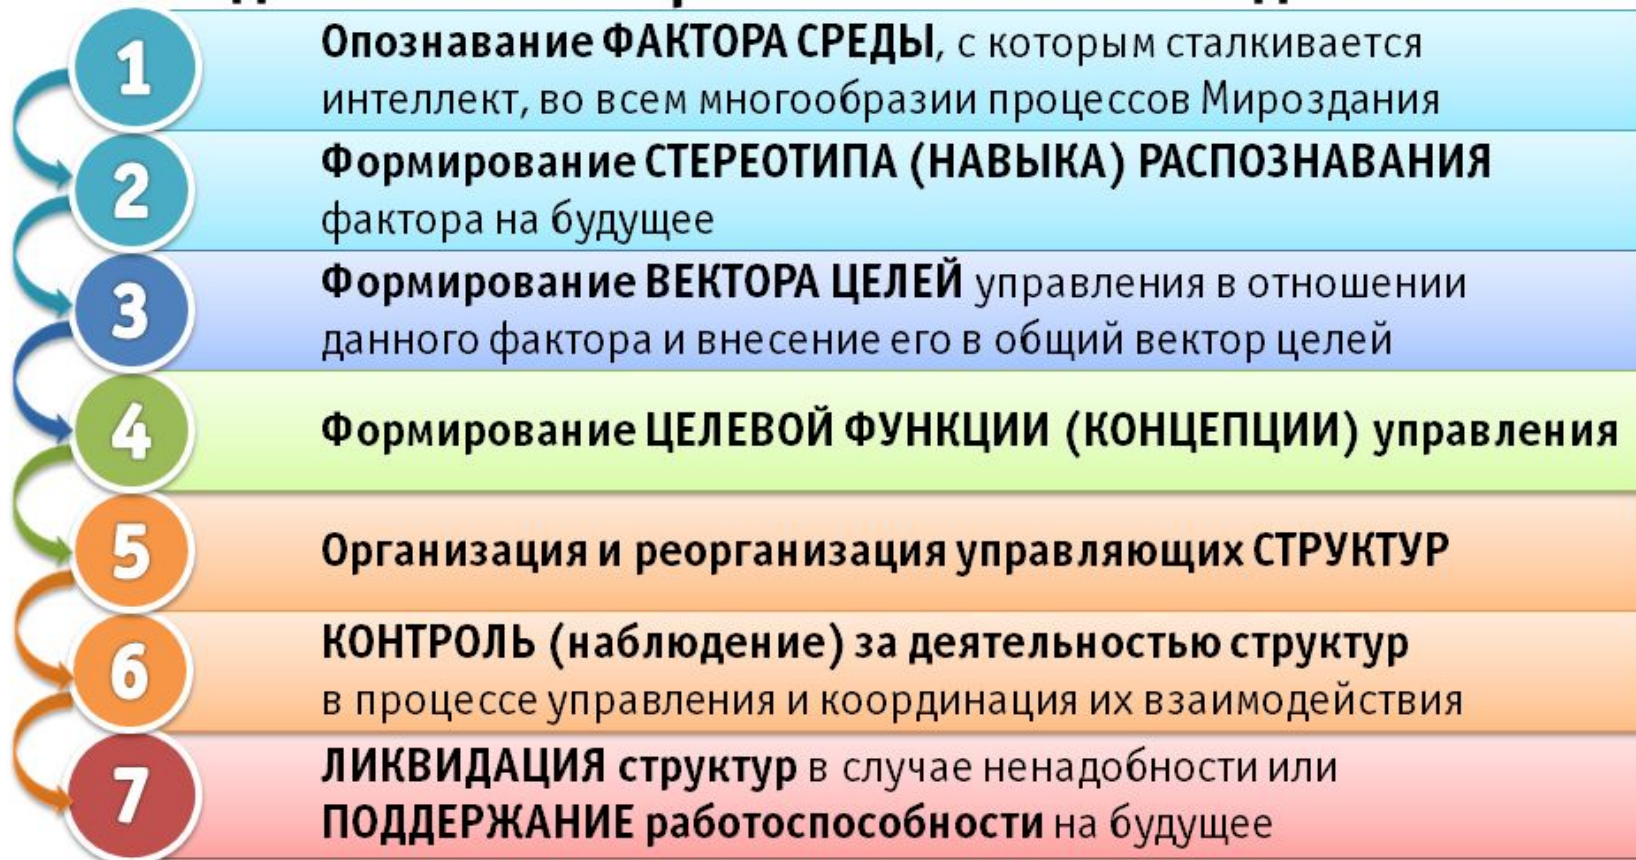 1
Опознавание ФАКТОРА СРЕДЫ, с которым сталкивается
интеллект, во всем многообразии процессов Мироздания
2
Формирование СТЕРЕОТИПА (НАВЫКА) РАСПОЗНАВАНИЯ
фактора на будущее
3
Формирование ВЕКТОРА ЦЕЛЕЙ управления в отношении
данного фактора и внесение его в общий вектор целей
4
Формирование ЦЕЛЕВОЙ ФУНКЦИИ (КОНЦЕПЦИИ) управления
5
Организация и реорганизация управляющих СТРУКТУР
6
КОНТРОЛЬ (наблюдение) за деятельностью структур
в процессе управления и координация их взаимодействия
7
ЛИКВИДАЦИЯ структур в случае ненадобности или
ПОДДЕРЖАНИЕ работоспособности на будущее